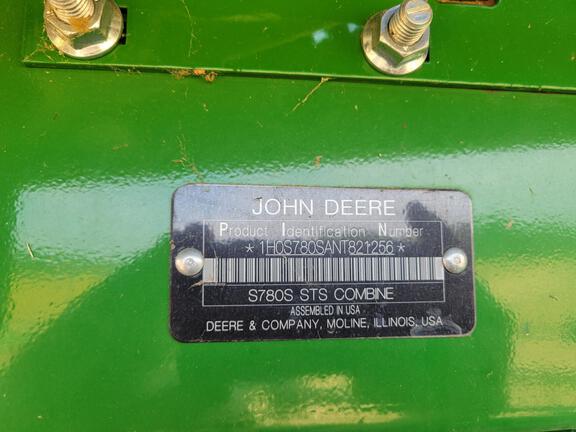 JOHN DEERE
Product Identification Number
*1H0S780SANT821256*
S780S STS COMBINE
ASSEMBLED IN USA
DEERE & COMPANY, MOLINE, ILLINOIS, USA